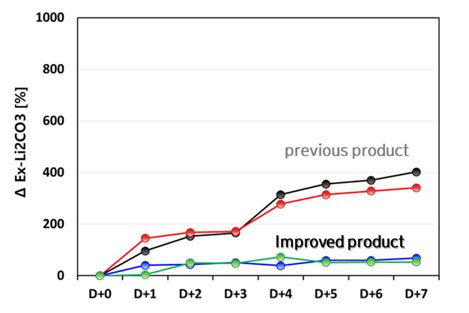 1000
800
600
400
200
0
Δ Ex-Li2CO3 [%]
previous product
Improved product
D+0 D+1 D+2 D+3 D+4 D+5 D+6 D+7